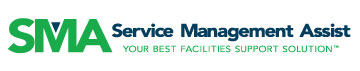 SMA Service Management Assist
YOUR BEST FACILITIES SUPPORT SOLUTION™